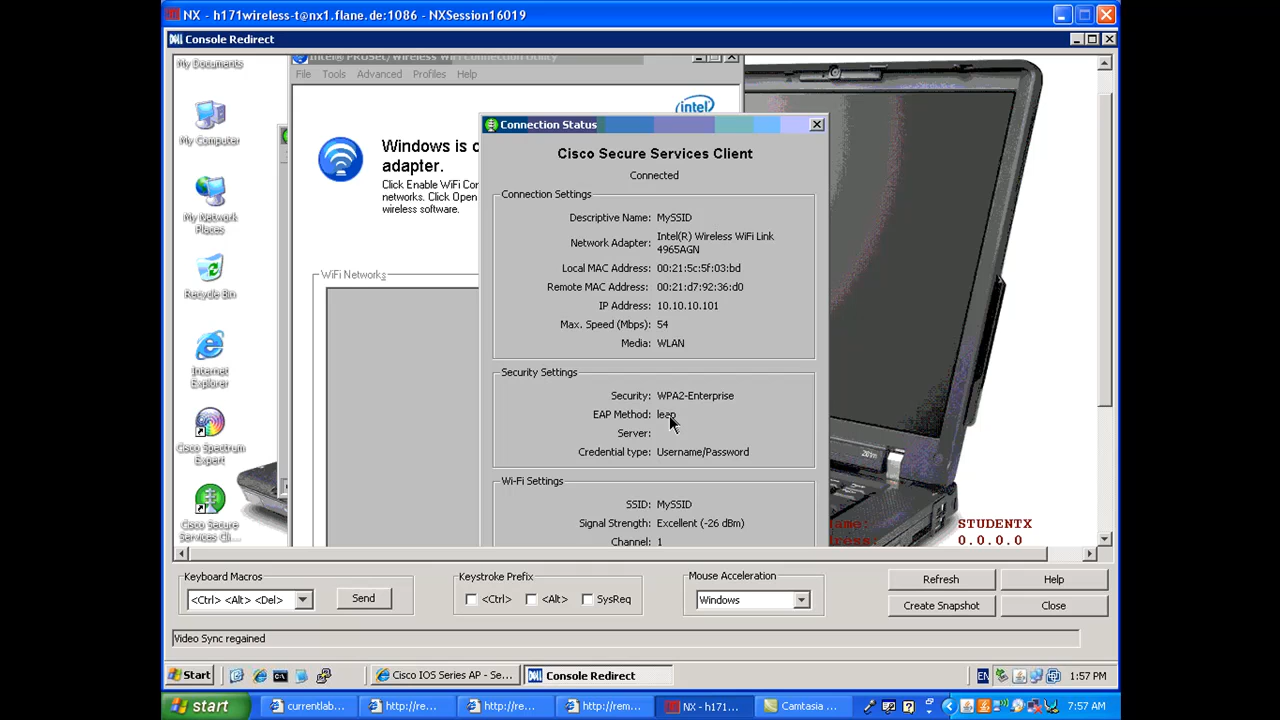 NX - h171wireless-t@nx1.flane.de:1086 - NXSession16019
Console Redirect
My Documents
My Computer
My Network
Places
Recycle Bin
Internet
Explorer
Cisco Spectrum
Expert
Cisco Secure
Services Cli...
Intel® PROSet/Wireless WiFi Connection Utility
File Tools Advanced Profiles Help
intel
Windows is c
adapter.
Click Enable WiFi Cor
networks. Click Open
wireless software.
WiFi Networks
Connection Status
Cisco Secure Services Client
Connected
Connection Settings
Descriptive Name: MySSID
Network Adapter: Intel(R) Wireless WiFi Link
4965AGN
Local MAC Address: 00:21:5c:5f:03:bd
Remote MAC Address: 00:21:d7:92:36:d0
IP Address: 10.10.10.101
Max. Speed (Mbps): 54
Media: WLAN
Security Settings
Security: WPA2-Enterprise
EAP Method: leap
Server:
Credential type: Username/Password
Wi-Fi Settings
SSID: MySSID
Signal Strength: Excellent (-26 dBm)
Channel: 1
ame: STUDENTX
ress: 0.0.0.0
Keyboard Macros
<Ctrl> <Alt> <Del>
Send
Keystroke Prefix
<Ctrl> <Alt> SysReq
Mouse Acceleration
Windows
Refresh
Help
Create Snapshot
Close
Video Sync regained
Start
Cisco IOS Series AP - Se...
Console Redirect
EN
1:57 PM
start
currentlab...
http://re...
http://re...
http://rem...
NX - h171...
Camtasia ...
7:57 AM